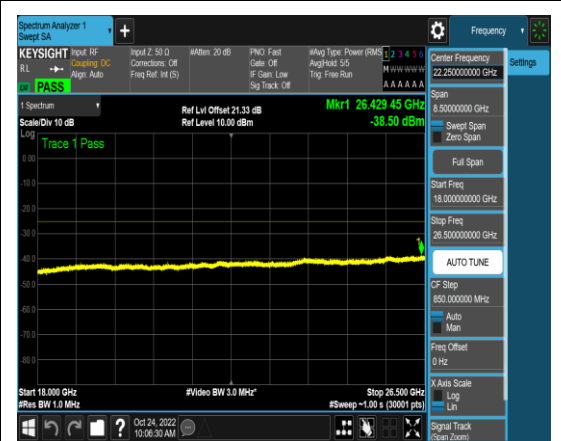 Spectrum Analyzer 1
Swept SA
Frequency
KEYSIGHT
Input: RF
Coupling: DC
Align: Auto
Input Z: 50 Ω
Corrections: Off
Freq Ref: Int (S)
#Atten: 20 dB
PNO: Fast
Gate: Off
IF Gain: Low
Sig Track: Off
#Avg Type: Power (RMS
Avg|Hold: 5/5
Trig: Free Run
1 2 3 4 5 6
M W W W W W
A A A A A A
R L
PASS
1 Spectrum
Scale/Div 10 dB
Ref Lvl Offset 21.33 dB
Ref Level 10.00 dBm
Mkr1 26.429 45 GHz
-38.50 dBm
Log
Trace 1 Pass
0.00
-10.0
-20.0
-30.0
-40.0
-50.0
-60.0
-70.0
-80.0
1
Start 18.000 GHz
#Res BW 1.0 MHz
#Video BW 3.0 MHz*
Stop 26.500 GHz
#Sweep ~1.00 s (30001 pts)
Oct 24, 2022
10:06:30 AM
Center Frequency
22.250000000 GHz
Settings
Span
8.50000000 GHz
Swept Span
Zero Span
Full Span
Start Freq
18.000000000 GHz
Stop Freq
26.500000000 GHz
AUTO TUNE
CF Step
850.000000 MHz
Auto
Man
Freq Offset
0 Hz
X Axis Scale
Log
Lin
Signal Track
(Span Zoom)